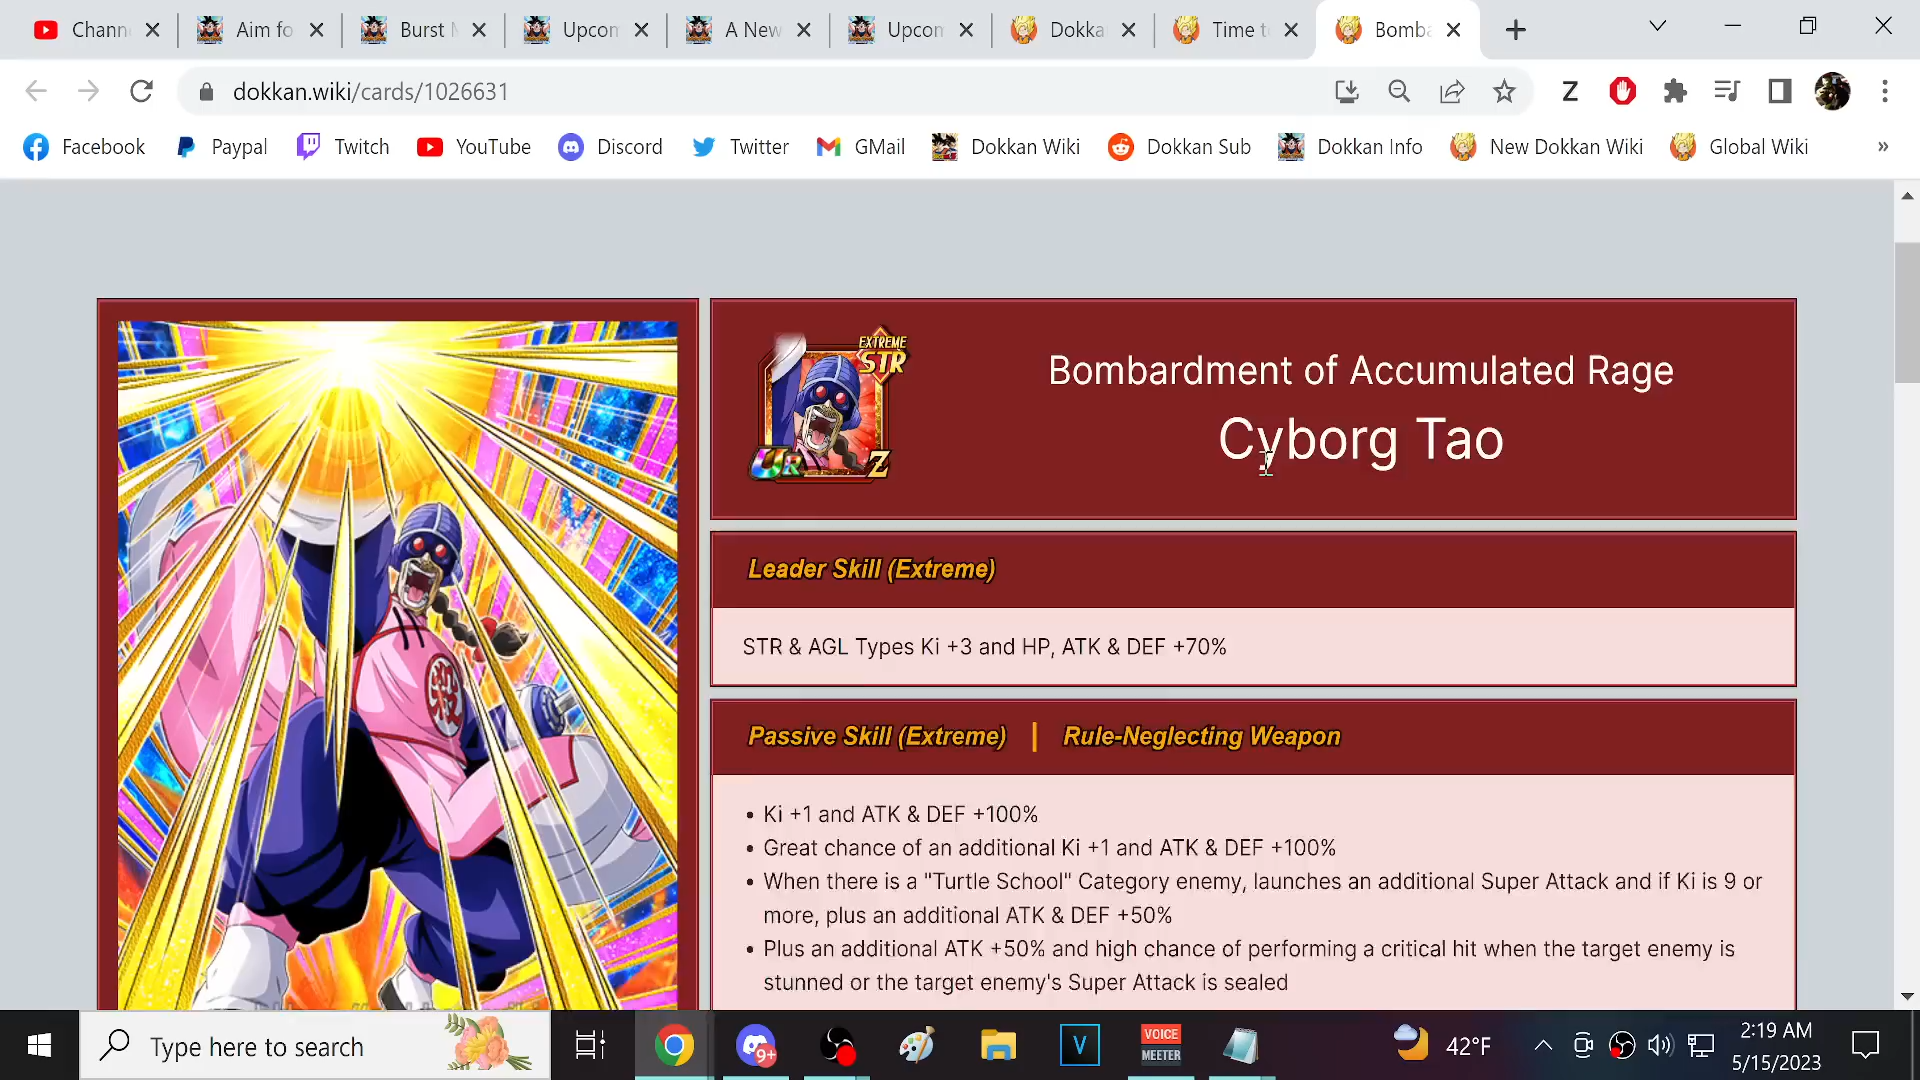 Chann
Aim fo
Burst M
Upcom
A New
Upcom
Dokka
Time t
Bomba
dokkan.wiki/cards/1026631
Z
Facebook
Paypal
Twitch
YouTube
Discord
Twitter
GMail
Dokkan Wiki
Dokkan Sub
Dokkan Info
New Dokkan Wiki
Global Wiki
»
EXTREME
STR
UR
Z
殺
Bombardment of Accumulated Rage
Cyborg Tao
Leader Skill (Extreme)
STR & AGL Types Ki +3 and HP, ATK & DEF +70%
Passive Skill (Extreme) | Rule-Neglecting Weapon
• Ki +1 and ATK & DEF +100%
• Great chance of an additional Ki +1 and ATK & DEF +100%
• When there is a "Turtle School" Category enemy, launches an additional Super Attack and if Ki is 9 or
more, plus an additional ATK & DEF +50%
• Plus an additional ATK +50% and high chance of performing a critical hit when the target enemy is
stunned or the target enemy's Super Attack is sealed
Type here to search
9+
V
VOICE
MEETER
42°F
2:19 AM
5/15/2023